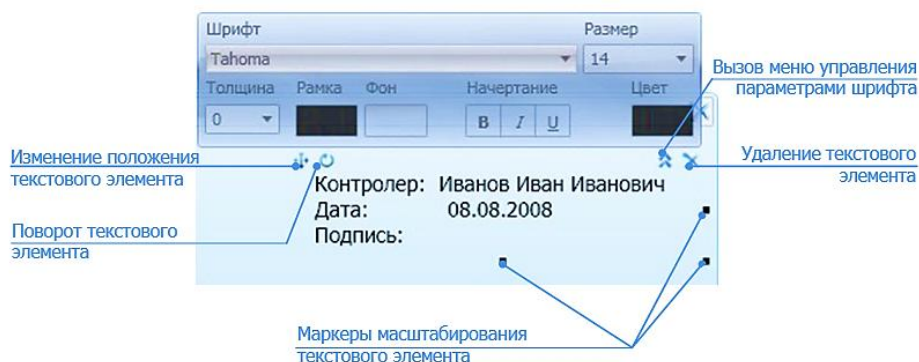 Шрифт Размер
Tahoma 14
Вызов меню управления
параметрами шрифта
Толщина Рамка Фон Начертание Цвет
0 B I U
Изменение положения
текстового элемента
Удаление текстового
элемента
Контролер: Иванов Иван Иванович
Дата: 08.08.2008
Подпись:
Поворот текстового
элемента
Маркеры масштабирования
текстового элемента